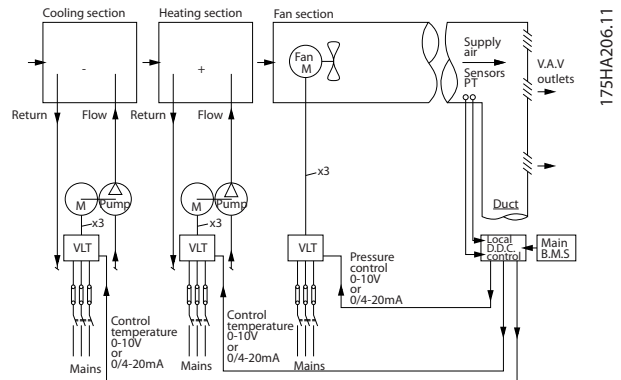 Cooling section
Heating section
Fan section
-
+
Fan
M
Supply
air
Sensors
PT
V.A.V
outlets
175HA206.11
Return
Flow
Return
Flow
M
Pump
x3
M
Pump
x3
x3
Duct
VLT
VLT
VLT
Local
D.D.C.
control
Main
B.M.S
Pressure
control
0-10V
or
0/4-20mA
Control
temperature
0-10V
or
0/4-20mA
Control
temperature
0-10V
or
0/4-20mA
Mains
Mains
Mains